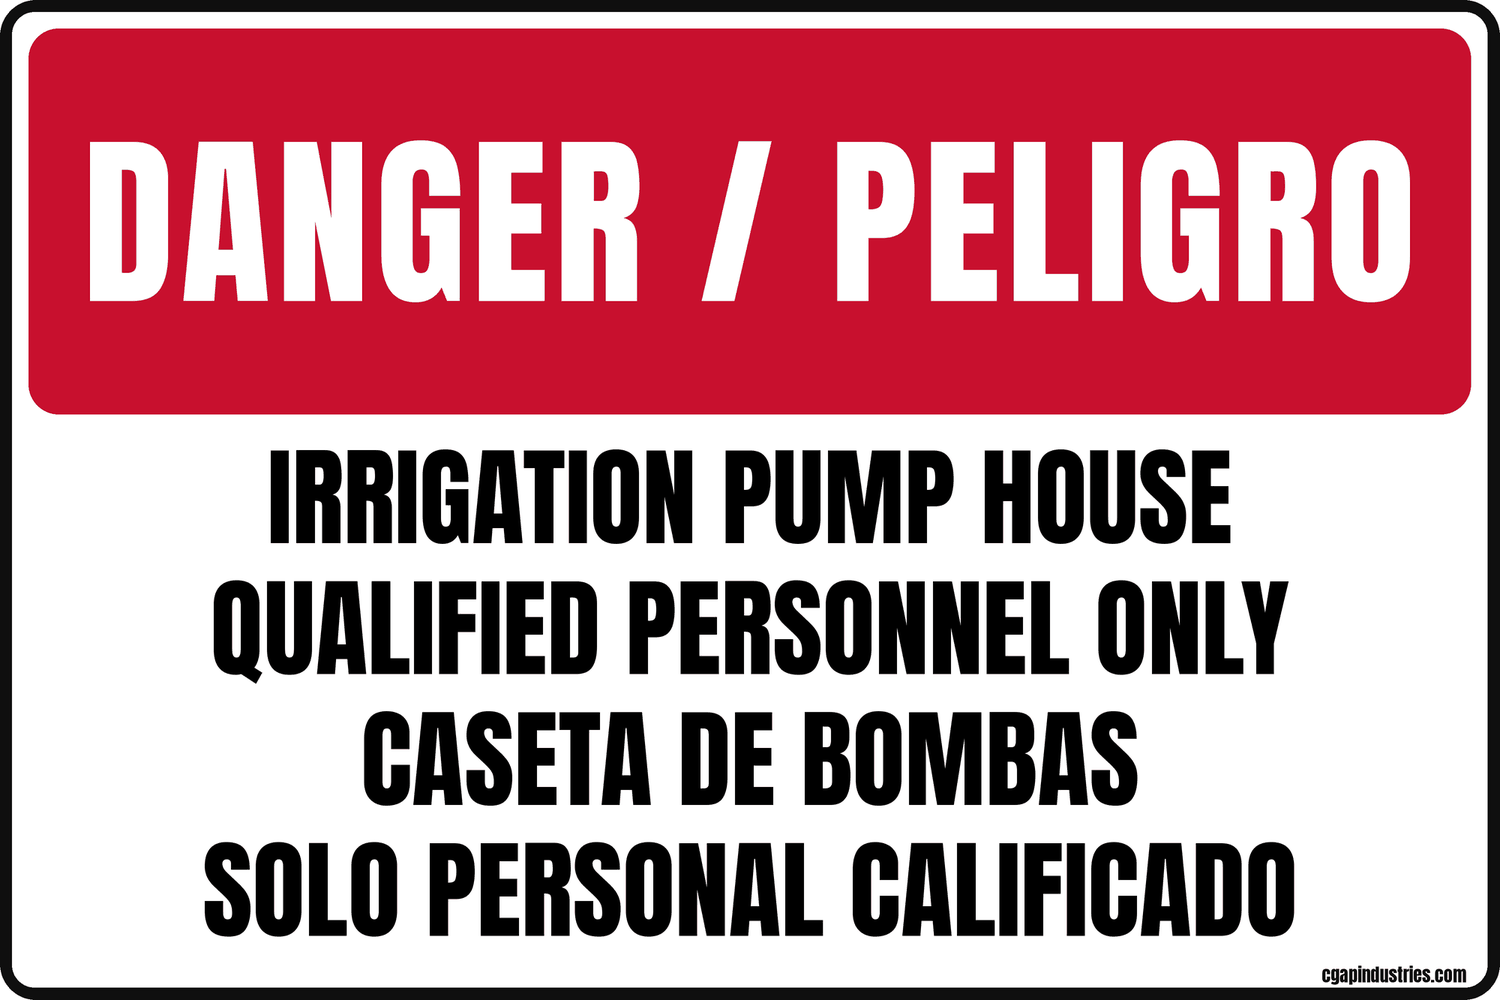 DANGER / PELIGRO
IRRIGATION PUMP HOUSE
QUALIFIED PERSONNEL ONLY
CASETA DE BOMBAS
SOLO PERSONAL CALIFICADO
cgapindustries.com